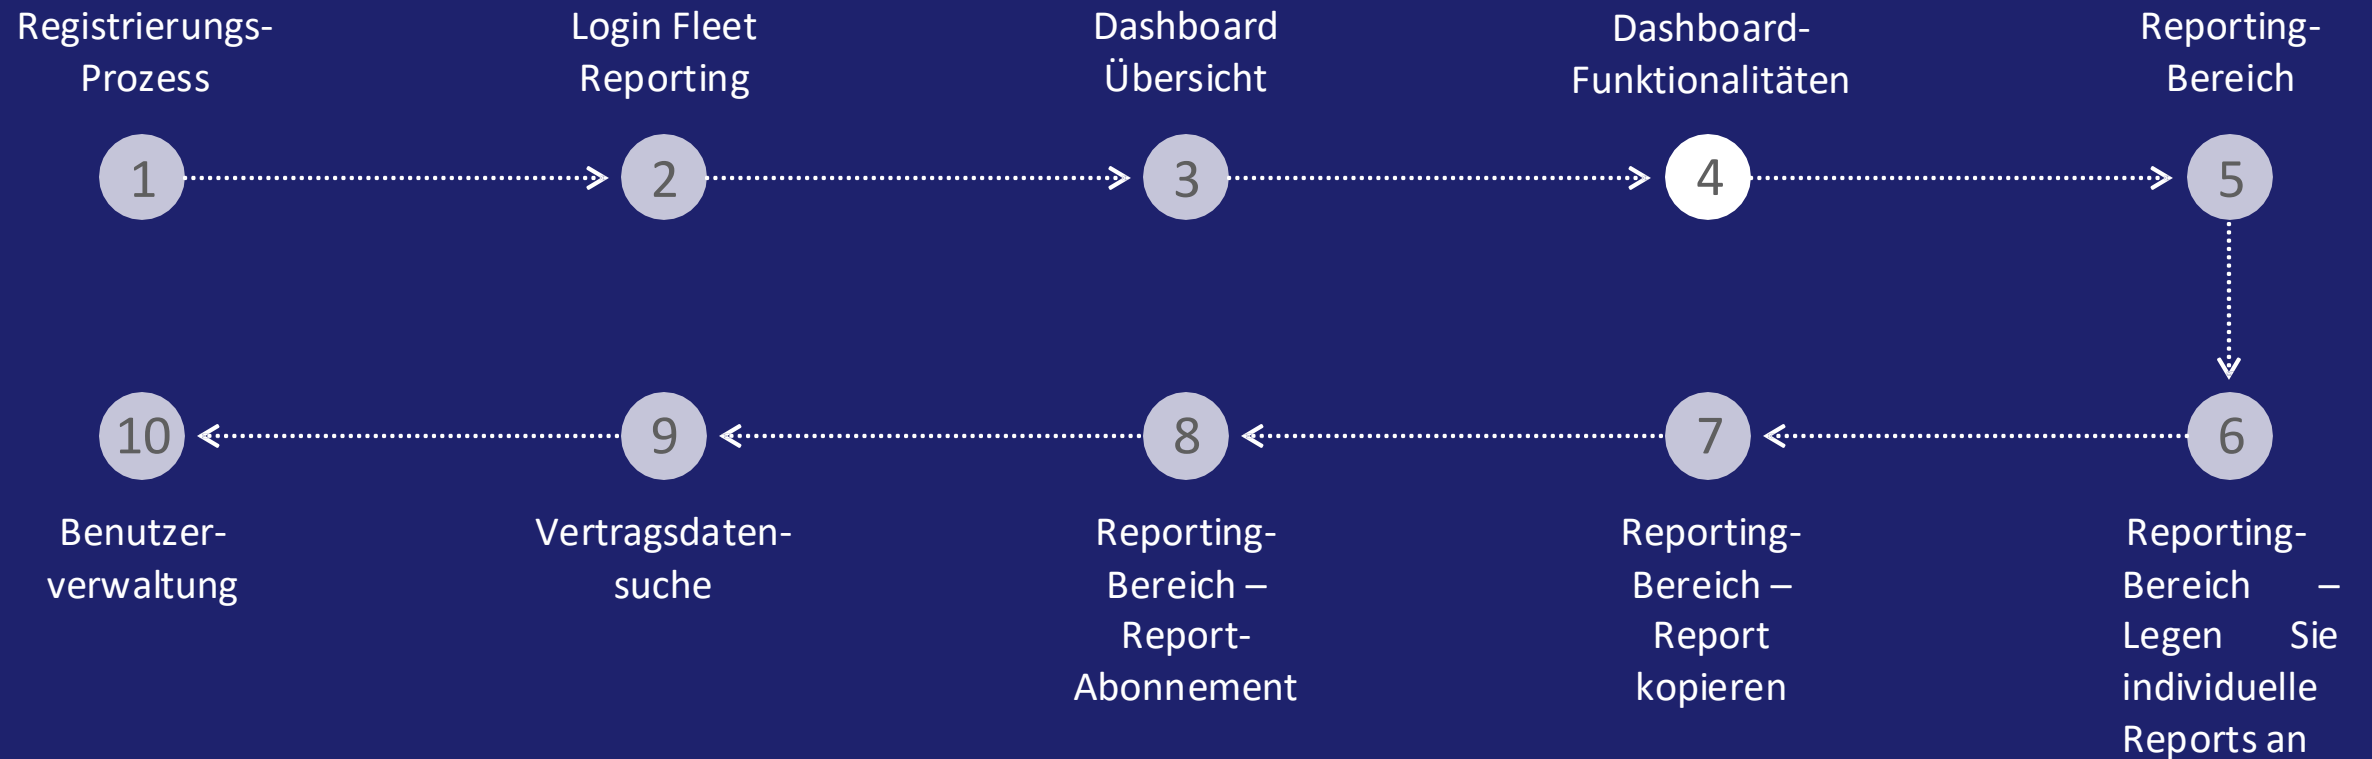 Registrierungs-
Prozess
Login Fleet
Reporting
Dashboard
Übersicht
Dashboard-
Funktionalitäten
Reporting-
Bereich
1
2
3
4
5
10
9
8
7
6
Benutzer-
verwaltung
Vertragsdaten-
suche
Reporting-
Bereich –
Report-
Abonnement
Reporting-
Bereich –
Report
kopieren
Reporting-
Bereich –
Legen Sie
individuelle
Reports an